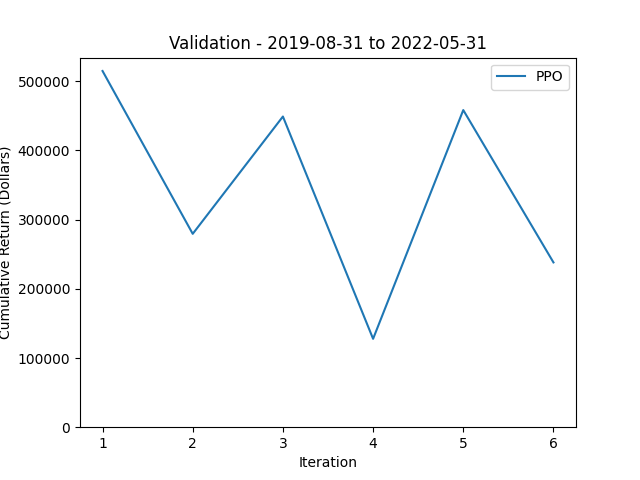 Validation - 2019-08-31 to 2022-05-31
PPO
Cumulative Return (Dollars)
500000
400000
300000
200000
100000
0
1 2 3 4 5 6
Iteration